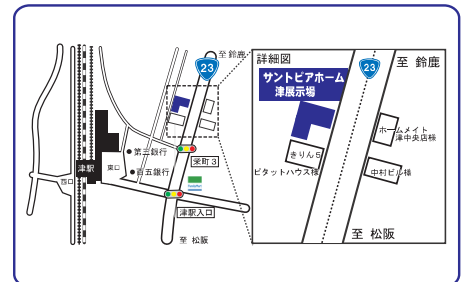 至 鈴鹿
23
第三銀行
百五銀行
東口
津駅
西口
栄町3
FamilyMart
津駅入口
至 松阪
詳細図
23
至 鈴鹿
サントピアホーム
津展示場
ホームメイト
津中央店様
きりん5
ピタットハウス様
中村ビル様
至 松阪